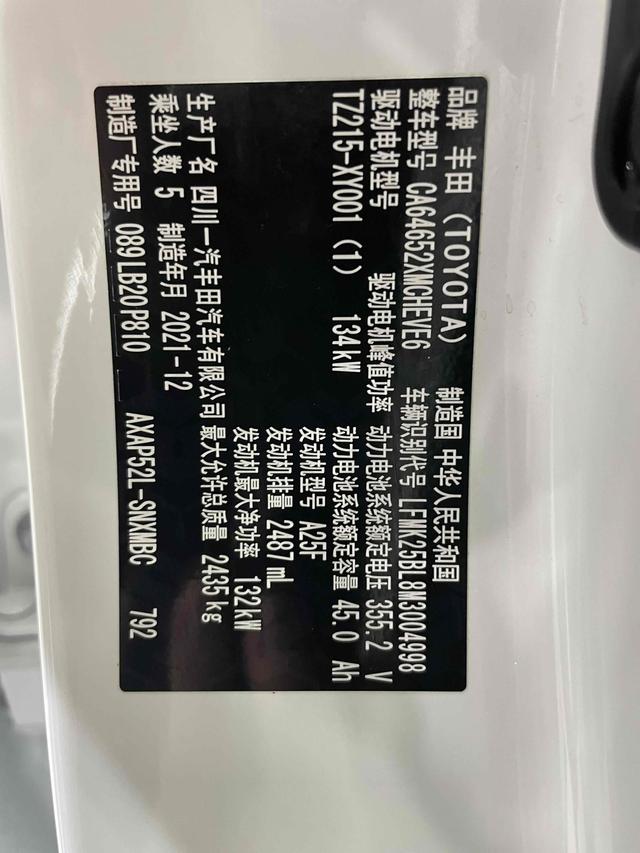 品牌 丰田（TOYOTA） 制造国 中华人民共和国
整车型号 CA64652XMCHEVE6 车辆识别代号 LFMK25BL8M3004998
驱动电机型号 驱动电机峰值功率 动力电池系统额定电压 355.2 V
TZ215-XY001（1） 134kW 动力电池系统额定容量 45.0 Ah
发动机型号 A25F
发动机排量 2487 mL
发动机最大净功率 132kW
生产厂名 四川一汽丰田汽车有限公司 最大允许总质量 2435kg
乘坐人数 5 制造年月 2021-12
制造厂专用号 089LB20P810 AXAP52L-SNXMBC 792